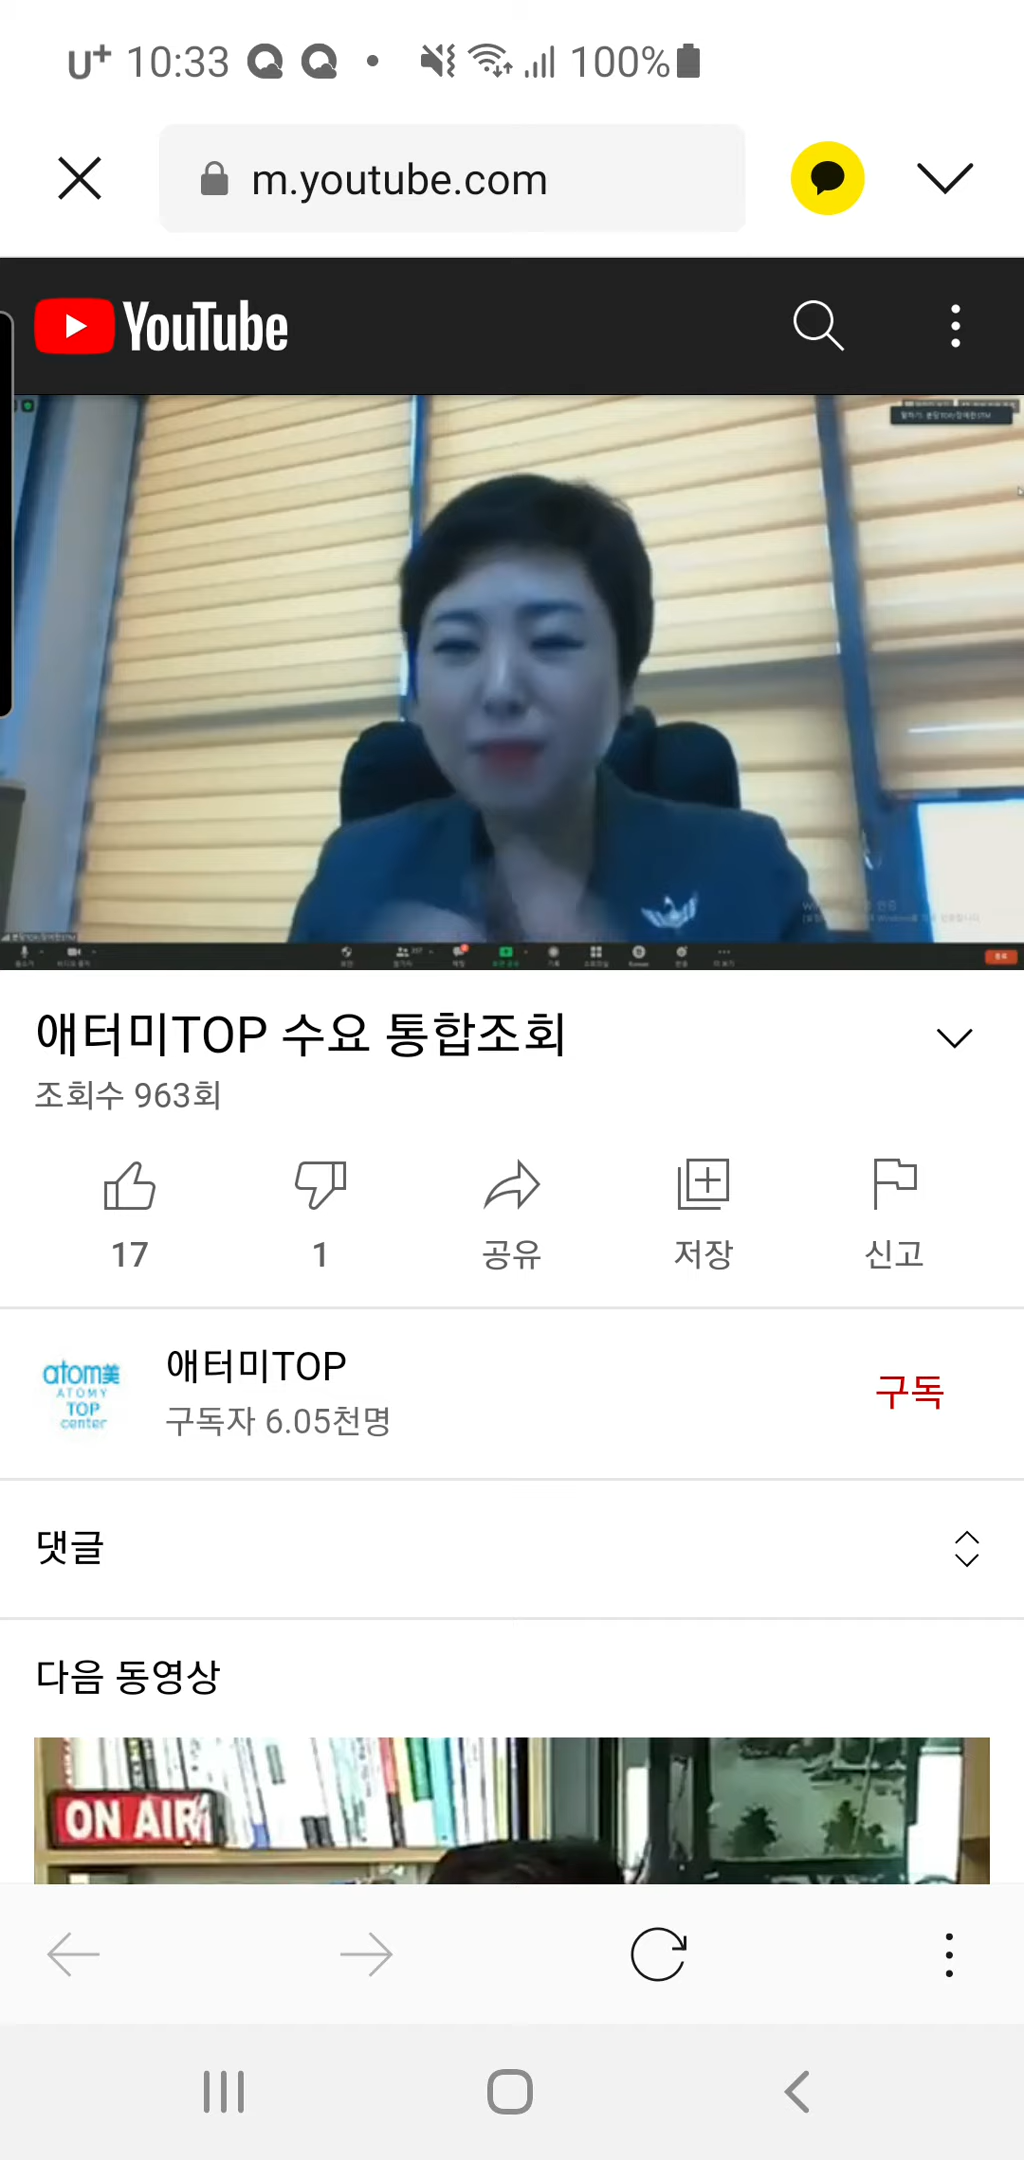 U+ 10:33 100%
m.youtube.com
YouTube
애터미TOP 수요 통합조회
조회수 963회
17 1 공유 저장 신고
atom美
ATOMY
TOP
center
애터미TOP
구독자 6.05천명
구독
댓글
다음 동영상
ON AIR